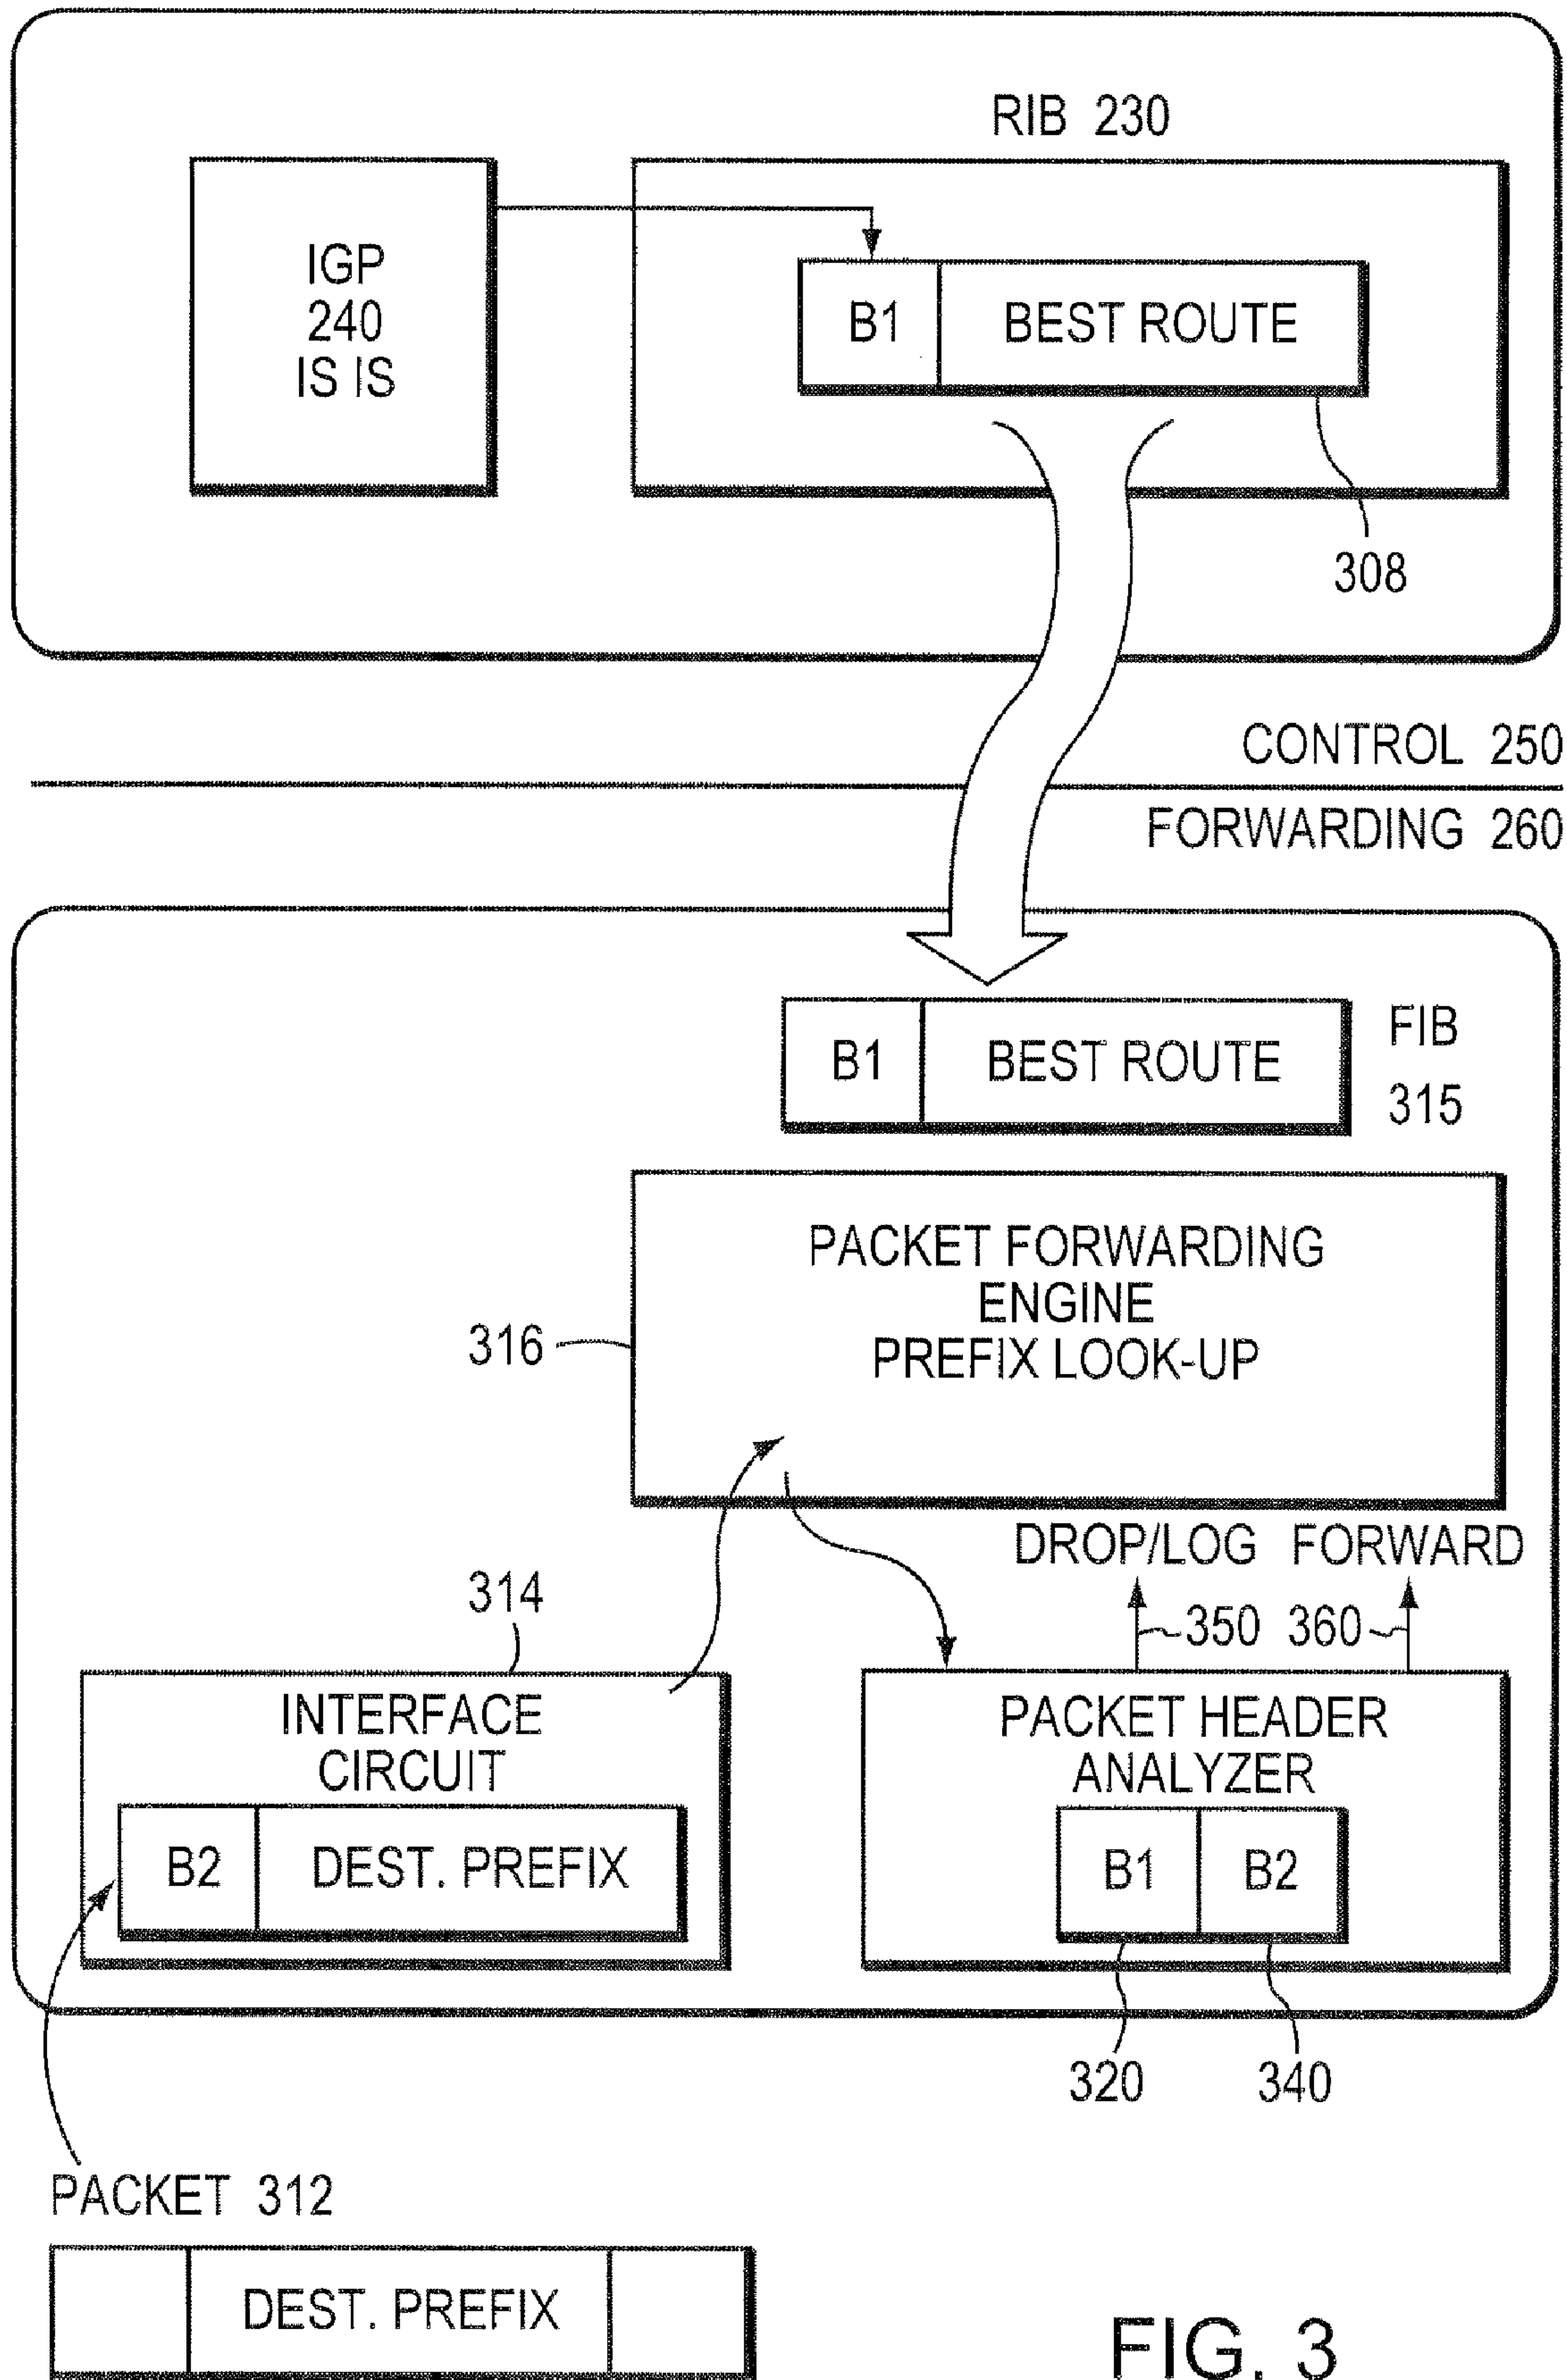 RIB 230
IGP
240
IS IS
B1
BEST ROUTE
308
CONTROL 250
FORWARDING 260
B1
BEST ROUTE
FIB
315
PACKET FORWARDING
ENGINE
PREFIX LOOK-UP
316
DROP/LOG
FORWARD
350
360
314
INTERFACE
CIRCUIT
B2
DEST. PREFIX
PACKET HEADER
ANALYZER
B1
B2
320
340
PACKET 312
DEST. PREFIX
FIG. 3